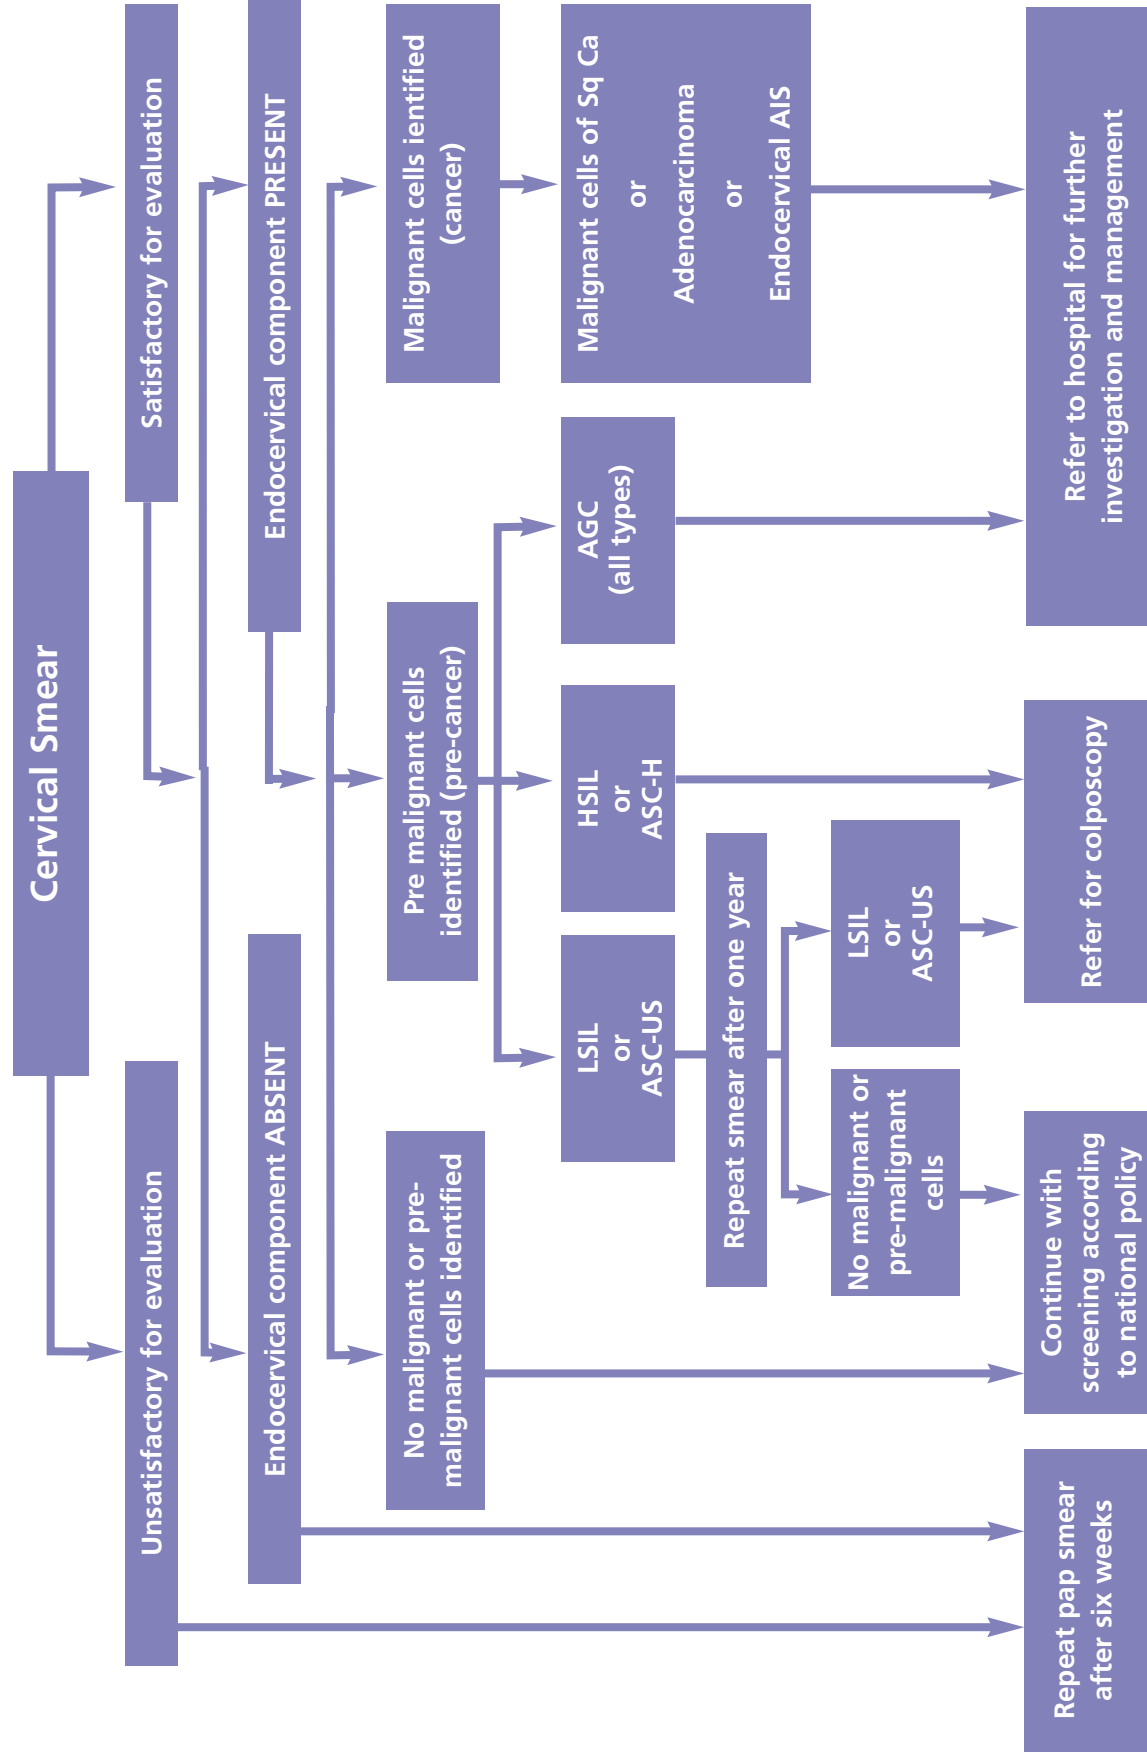 Cervical Smear
Unsatisfactory for evaluation
Satisfactory for evaluation
Endocervical component ABSENT
Endocervical component PRESENT
No malignant or pre-
malignant cells identified
Pre malignant cells
identified (pre-cancer)
Malignant cells ientified
(cancer)
LSIL
or
ASC-US
HSIL
or
ASC-H
AGC
(all types)
Malignant cells of Sq Ca
or
Adenocarcinoma
or
Endocervical AIS
Repeat smear after one year
No malignant or
pre-malignant
cells
LSIL
or
ASC-US
Repeat pap smear
after six weeks
Continue with
screening according
to national policy
Refer for colposcopy
Refer to hospital for further
investigation and management